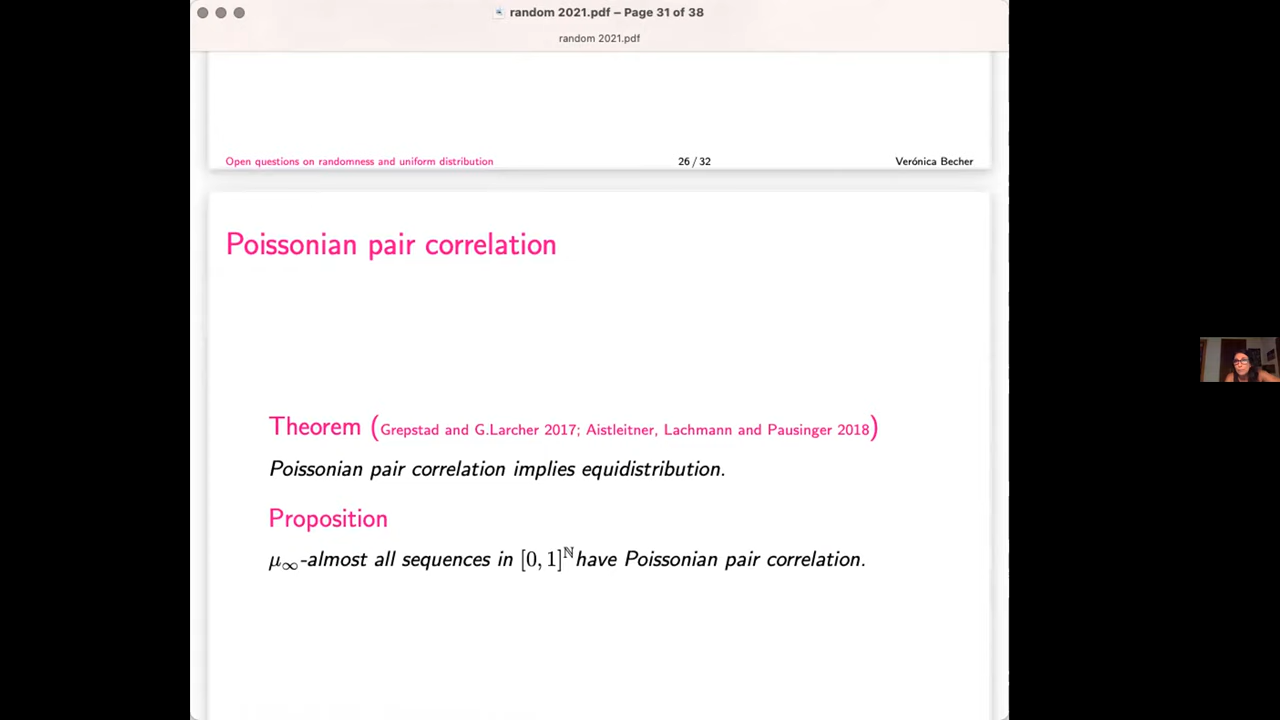 random 2021.pdf – Page 31 of 38
random 2021.pdf
Open questions on randomness and uniform distribution 26 / 32 Verónica Becher
Poissonian pair correlation
Theorem (Grepstad and G.Larcher 2017; Aistleitner, Lachmann and Pausinger 2018)
Poissonian pair correlation implies equidistribution.
Proposition
μ∞-almost all sequences in [0, 1]^ℕ have Poissonian pair correlation.